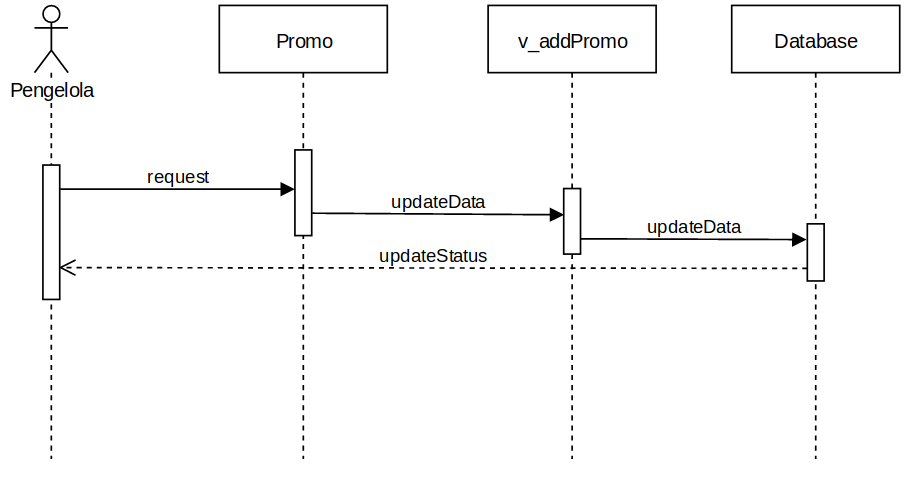 Promo
v_addPromo
Database
Pengelola
request
updateData
updateData
updateStatus